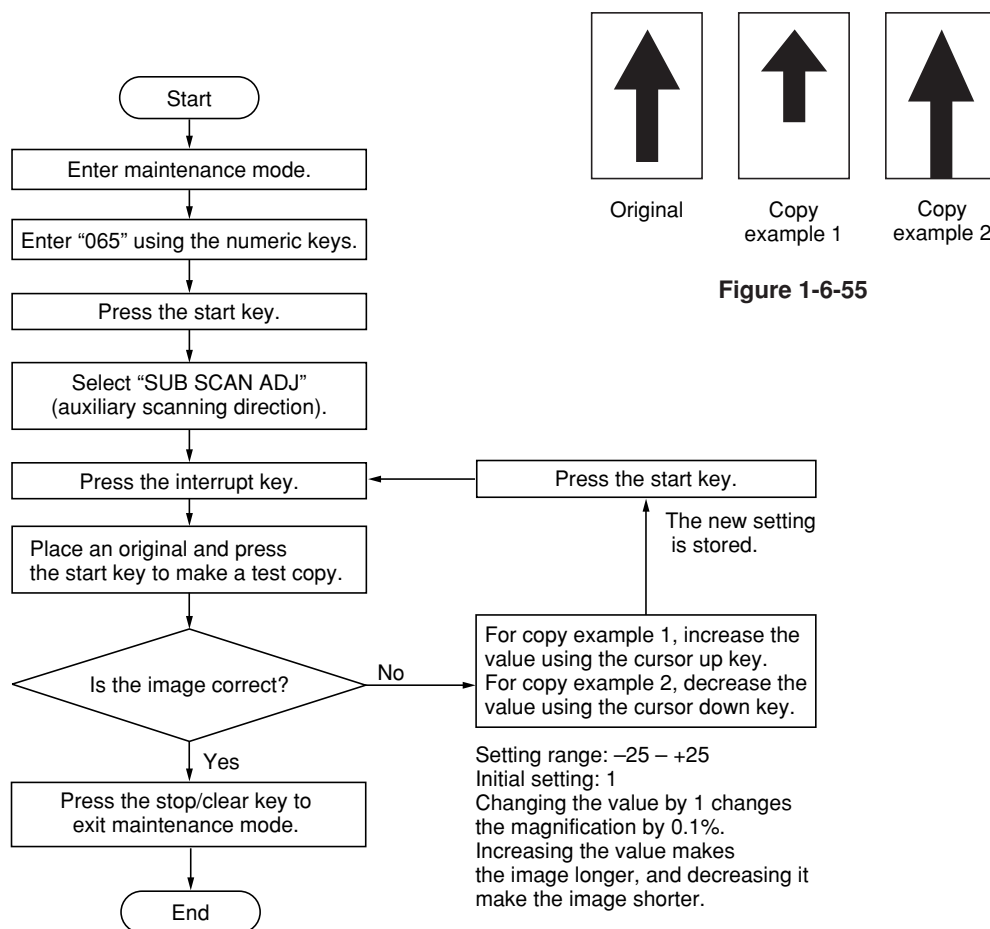 Start
Enter maintenance mode.
Enter “065” using the numeric keys.
Press the start key.
Select “SUB SCAN ADJ”
(auxiliary scanning direction).
Press the interrupt key.
Place an original and press
the start key to make a test copy.
Is the image correct?
Yes
Press the stop/clear key to
exit maintenance mode.
End
No
For copy example 1, increase the
value using the cursor up key.
For copy example 2, decrease the
value using the cursor down key.
The new setting
is stored.
Press the start key.
Setting range: –25 – +25
Initial setting: 1
Changing the value by 1 changes
the magnification by 0.1%.
Increasing the value makes
the image longer, and decreasing it
make the image shorter.
Original
Copy
example 1
Copy
example 2
Figure 1-6-55